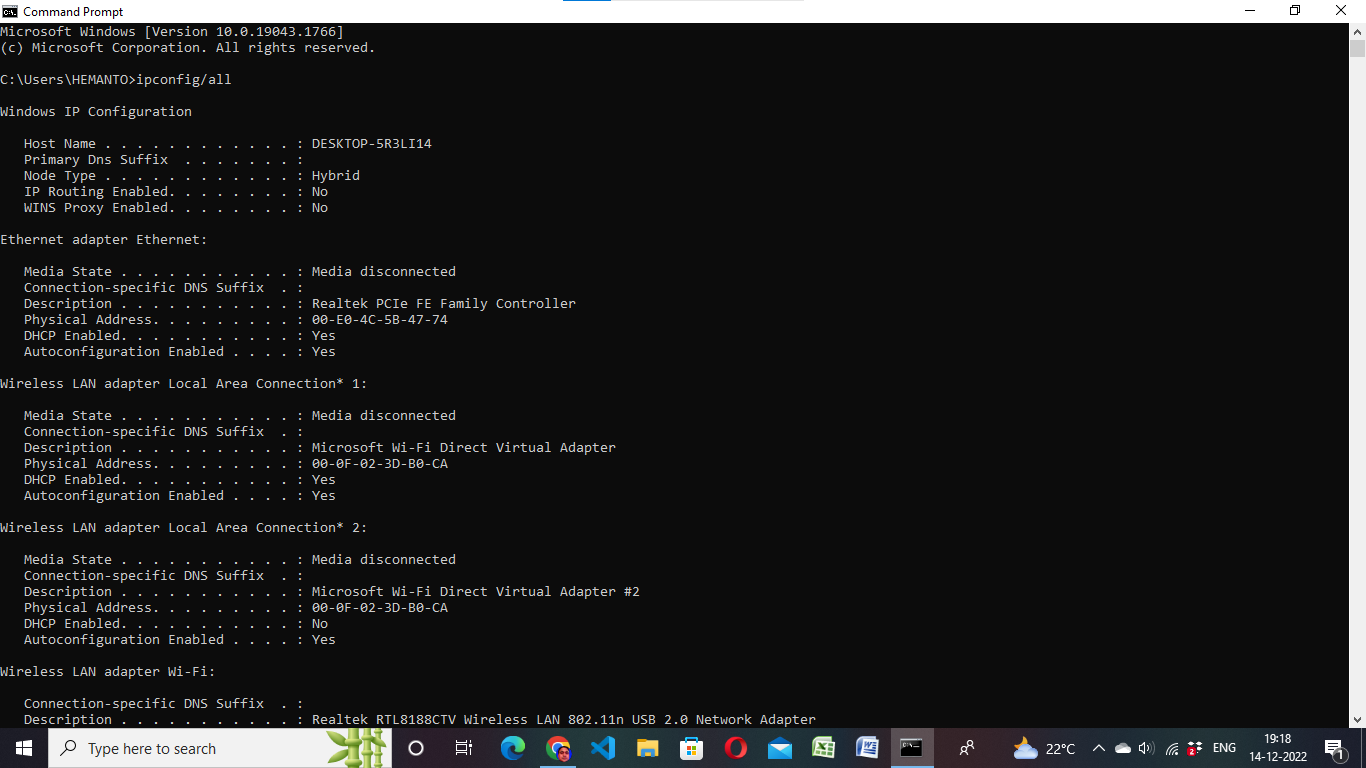 Command Prompt
Microsoft Windows [Version 10.0.19043.1766]
(c) Microsoft Corporation. All rights reserved.
C:\Users\HEMANTO>ipconfig/all
Windows IP Configuration
Host Name . . . . . . . . . . . . : DESKTOP-5R3LI14
Primary Dns Suffix  . . . . . . . :
Node Type . . . . . . . . . . . . : Hybrid
IP Routing Enabled. . . . . . . . : No
WINS Proxy Enabled. . . . . . . . : No
Ethernet adapter Ethernet:
Media State . . . . . . . . . . . : Media disconnected
Connection-specific DNS Suffix  . :
Description . . . . . . . . . . . : Realtek PCIe FE Family Controller
Physical Address. . . . . . . . . : 00-E0-4C-5B-47-74
DHCP Enabled. . . . . . . . . . . : Yes
Autoconfiguration Enabled . . . . : Yes
Wireless LAN adapter Local Area Connection* 1:
Media State . . . . . . . . . . . : Media disconnected
Connection-specific DNS Suffix  . :
Description . . . . . . . . . . . : Microsoft Wi-Fi Direct Virtual Adapter
Physical Address. . . . . . . . . : 00-0F-02-3D-B0-CA
DHCP Enabled. . . . . . . . . . . : Yes
Autoconfiguration Enabled . . . . : Yes
Wireless LAN adapter Local Area Connection* 2:
Media State . . . . . . . . . . . : Media disconnected
Connection-specific DNS Suffix  . :
Description . . . . . . . . . . . : Microsoft Wi-Fi Direct Virtual Adapter #2
Physical Address. . . . . . . . . : 00-0F-02-3D-B0-CA
DHCP Enabled. . . . . . . . . . . : No
Autoconfiguration Enabled . . . . : Yes
Wireless LAN adapter Wi-Fi:
Connection-specific DNS Suffix  . :
Description . . . . . . . . . . . : Realtek RTL8188CTV Wireless LAN 802.11n USB 2.0 Network Adapter
Type here to search
22°C
ENG
19:18
14-12-2022
1